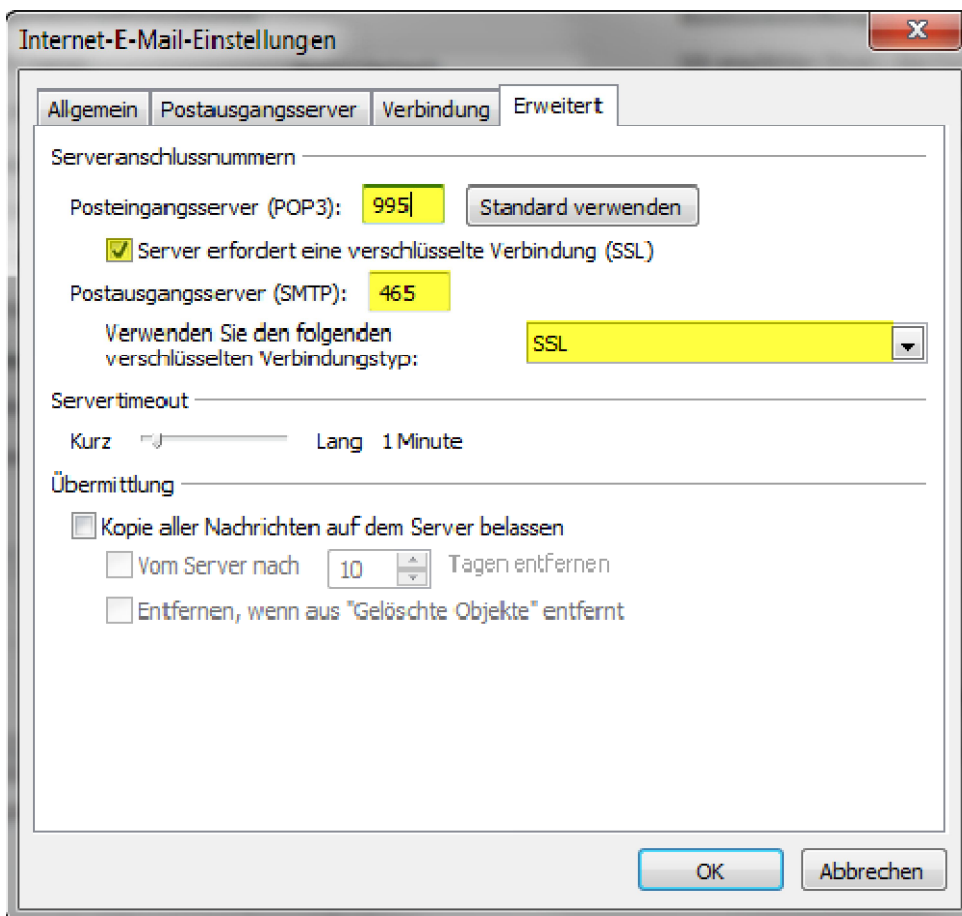 Internet-E-Mail-Einstellungen
Allgemein Postausgangsserver Verbindung Erweitert
Serveranschlussnummern
Posteingangsserver (POP3): 995 Standard verwenden
Server erfordert eine verschlüsselte Verbindung (SSL)
Postausgangsserver (SMTP): 465
Verwenden Sie den folgenden
verschlüsselten Verbindungstyp: SSL
Servertimeout
Kurz Lang 1 Minute
Übermittlung
Kopie aller Nachrichten auf dem Server belassen
Vom Server nach 10 Tagen entfernen
Entfernen, wenn aus "Gelöschte Objekte" entfernt
OK Abbrechen